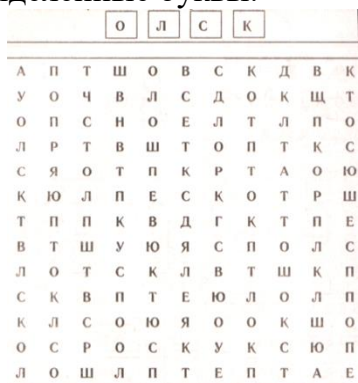 О Л С К
А П Т Ш О В С К Д В К
У О Ч В Л С Д О К Щ Т
О П С Н О Е Л Т Л П О
Л Р Т В Ш Т О П Т К С
С Я О Т П К Р Т А О Ю
К Ю Л П Е С К О Т Р Ш
Т П П К В Д Г К Т П Е
В Т Ш У Ю Я С П О Л С
Л О Т С К Л В Т Ш К П
С К В П Т Е Ю Л О Л П
К Л С О Ю Я О О К Ш О
О С Р О С К У К С Ю П
Л О Ш Л П Т Е П Т А Е